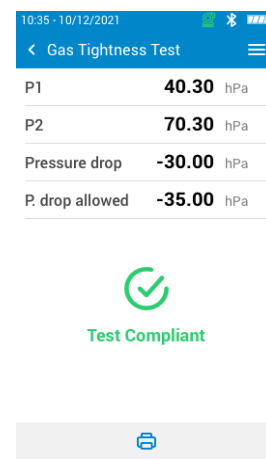 10:35 - 10/12/2021
Gas Tightness Test
P1 40.30 hPa
P2 70.30 hPa
Pressure drop -30.00 hPa
P. drop allowed -35.00 hPa
Test Compliant